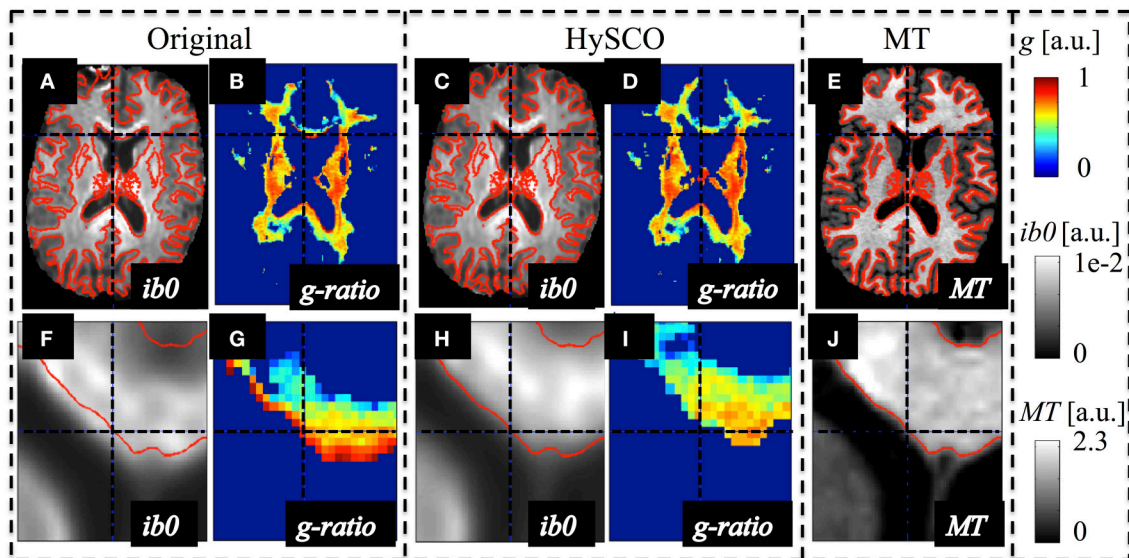 Original
HySCO
MT
g [a.u.]
A
B
C
D
E
1
0
ib0
g-ratio
ib0
g-ratio
MT
ib0 [a.u.]
1e-2
0
F
G
H
I
J
MT [a.u.]
2.3
0
ib0
g-ratio
ib0
g-ratio
MT